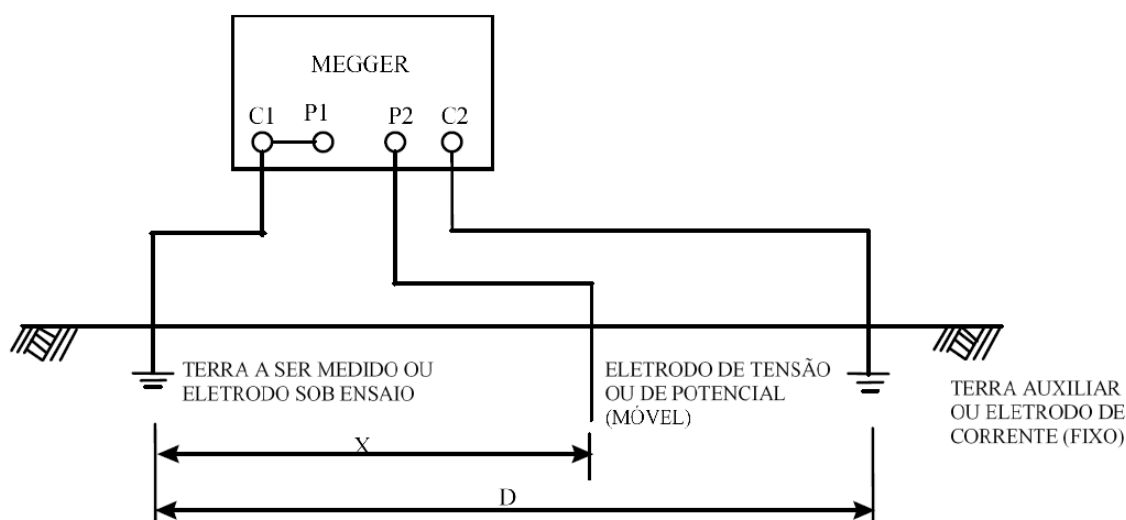 MEGGER
C1 P1 P2 C2
TERRA A SER MEDIDO OU
ELETRODO SOB ENSAIO
ELETRODO DE TENSÃO
OU DE POTENCIAL
(MÓVEL)
TERRA AUXILIAR
OU ELETRODO DE
CORRENTE (FIXO)
X
D